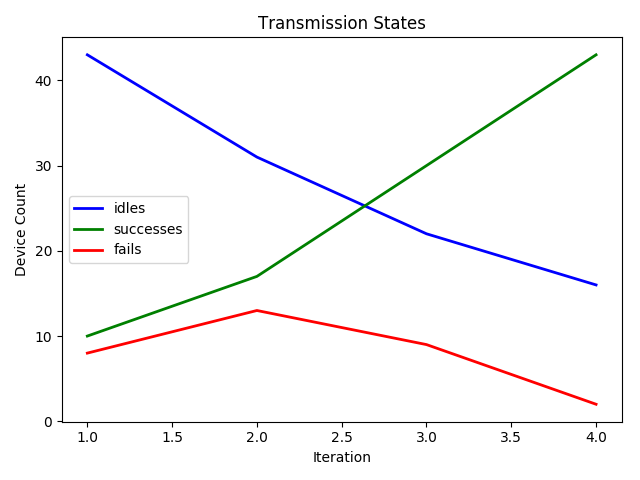 Transmission States
Device Count
40
30
20
10
0
idles
successes
fails
1.0 1.5 2.0 2.5 3.0 3.5 4.0
Iteration